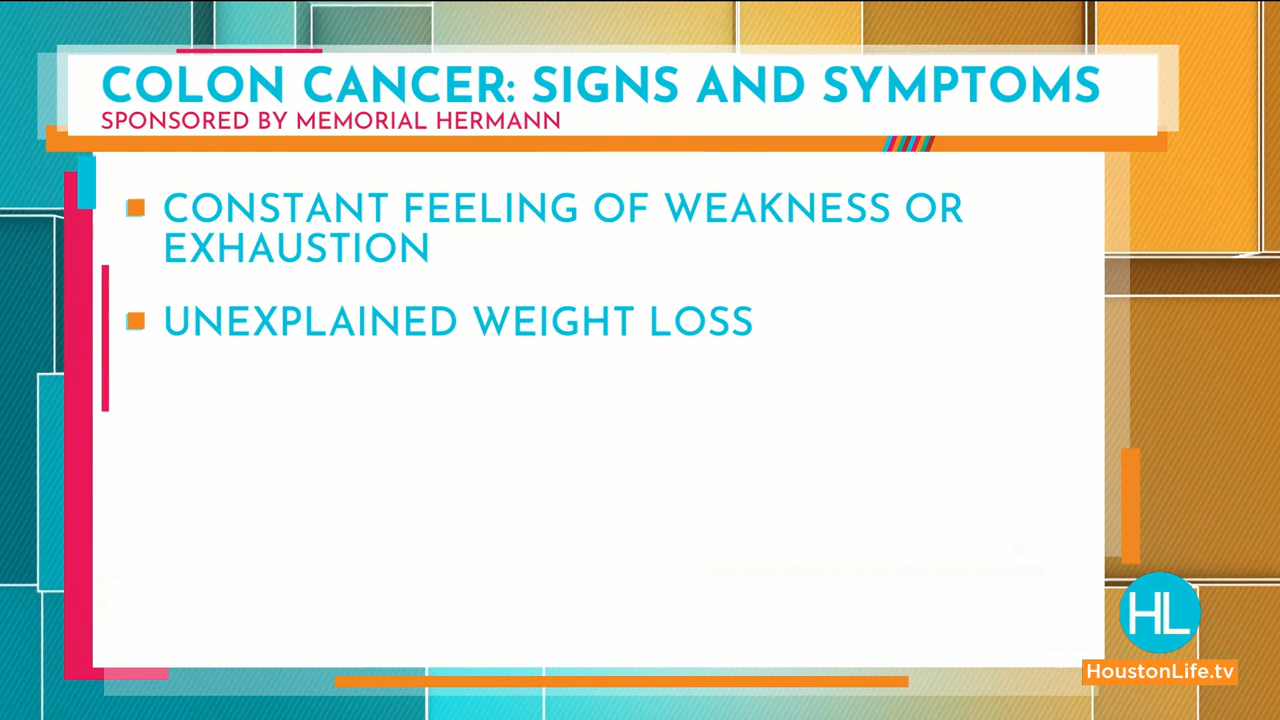 COLON CANCER: SIGNS AND SYMPTOMS
SPONSORED BY MEMORIAL HERMANN
CONSTANT FEELING OF WEAKNESS OR
EXHAUSTION
UNEXPLAINED WEIGHT LOSS
HL
HoustonLife.tv